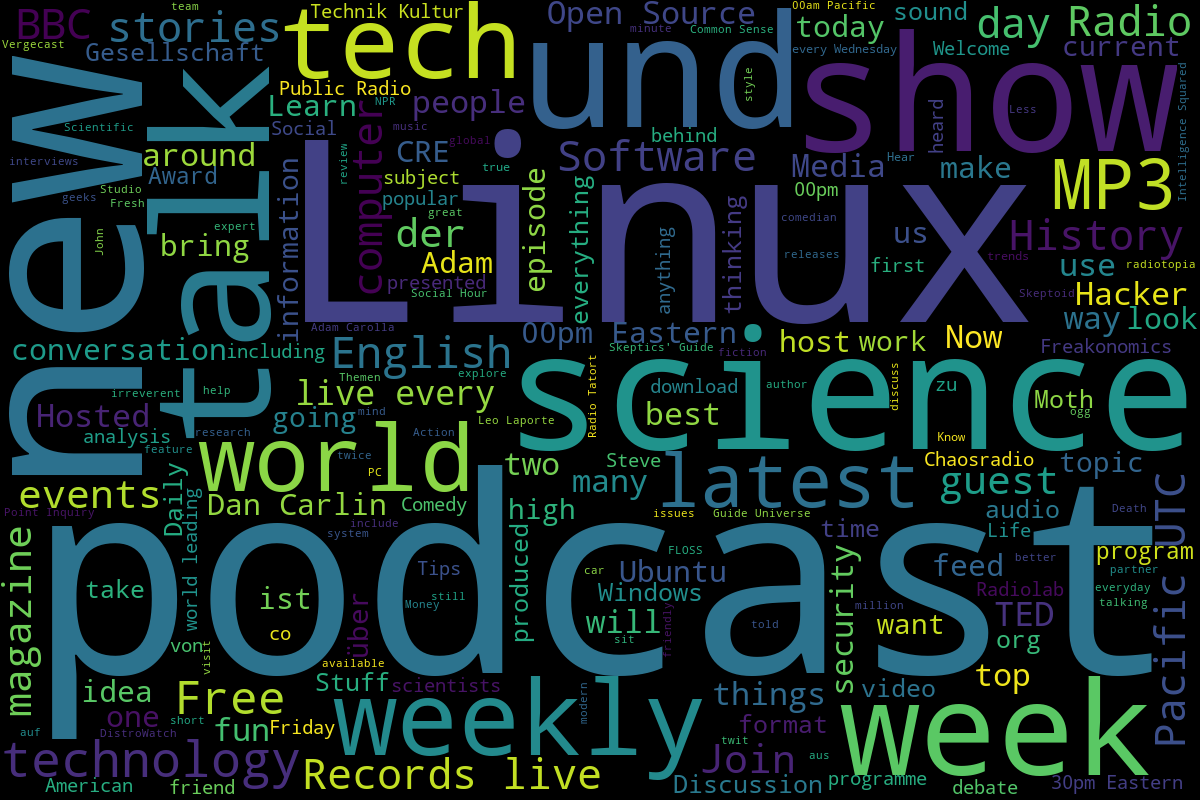 team
BBC
stories
Technik Kultur
tech
Open Source
00am Pacific
today
sound
day
Radio
Vergecast
Gesellschaft
minute
Common Sense
every Wednesday
Welcome
current
und
show
Public Radio
Learn
NPR
people
style
Less
heard
Intelligence Squared
new
talk
Scientific
Social
music
global
behind
computer
review
CRE
true
Software
Media
Hear
make
MP3
interviews
around
Award
geeks
Studio
Fresh
information
subject
popular
episode
everything
00pm
Linux
thinking
comedian
us
History
John
expert
bring
great
der
Adam
presented
Social Hour
anything
releases
first
trends
use
radiotopia
Skeptoid
Hacker
way
look
Adam Carolla
00pm Eastern
conversation
including
English
Skeptics' Guide
fiction
host
work
Now
Freakonomics
irreverent
help
Themen
explore
live
every
science
Radio Tatort
download
author
discuss
zu
Moth
ogg
Hosted
going
mind
Leo Laporte
best
analysis
feature
research
Action
Know
world
twice
PC
two
Steve
many
latest
Chaosradio
guest
topic
events
Daily
Dan Carlin
Comedy
high
issues
Guide Universe
audio
Death
Point Inquiry
world leading
include
system
produced
time
Life
Pacific UTC
magazine
podcast
FLOSS
better
program
Tips
car
Ubuntu
feed
partner
take
ist
Money
still
Windows
million
Radiolab
everyday
talking
TED
co
über
will
sit
friendly
told
security
want
org
von
visit
available
idea
Free
Stuff
scientists
things
video
top
one
short
weekly
modern
format
week
auf
DistroWatch
fun
Friday
twit
aus
technology
Join
American
friend
Records live
Discussion
programme
debate
30pm Eastern